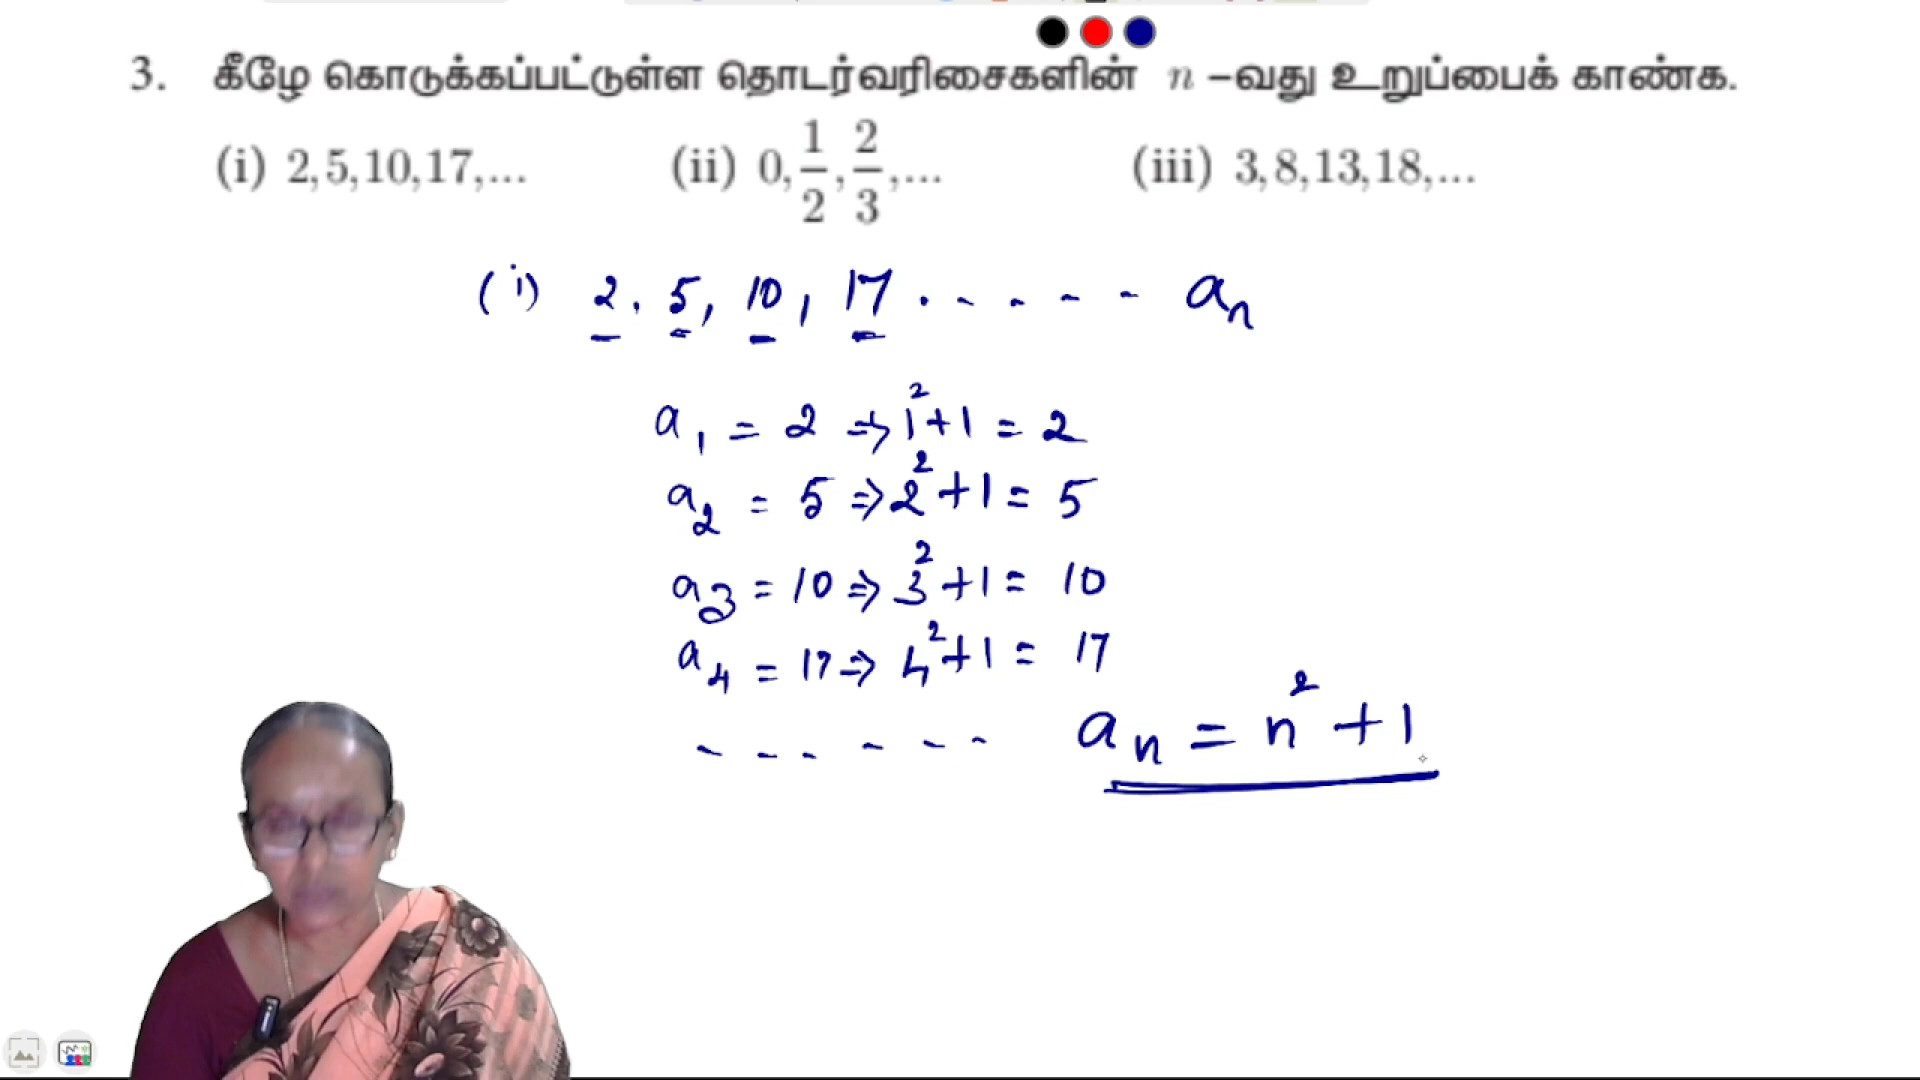 3. கீழே கொடுக்கப்பட்டுள்ள தொடர்வரிசைகளின் n –வது உறுப்பைக் காண்க.
(i) 2,5,10,17,... (ii) 0, 1/2, 2/3,... (iii) 3,8,13,18,...
(i) 2, 5, 10, 17 . - - - - - aₙ
a₁ = 2 ⇒ 1²+1 = 2
a₂ = 5 ⇒ 2²+1 = 5
a₃ = 10 ⇒ 3²+1 = 10
a₄ = 17 ⇒ 4²+1 = 17
- - - - - - aₙ = n²+1